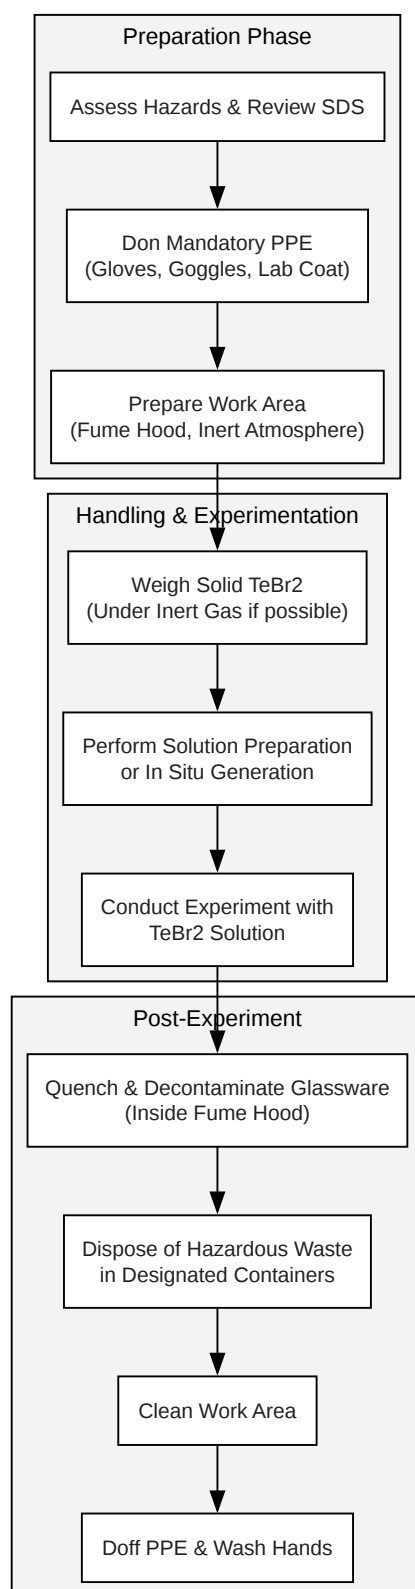 Preparation Phase
Assess Hazards & Review SDS
Don Mandatory PPE
(Gloves, Goggles, Lab Coat)
Prepare Work Area
(Fume Hood, Inert Atmosphere)
Handling & Experimentation
Weigh Solid TeBr2
(Under Inert Gas if possible)
Perform Solution Preparation
or In Situ Generation
Conduct Experiment with
TeBr2 Solution
Post-Experiment
Quench & Decontaminate Glassware
(Inside Fume Hood)
Dispose of Hazardous Waste
in Designated Containers
Clean Work Area
Doff PPE & Wash Hands